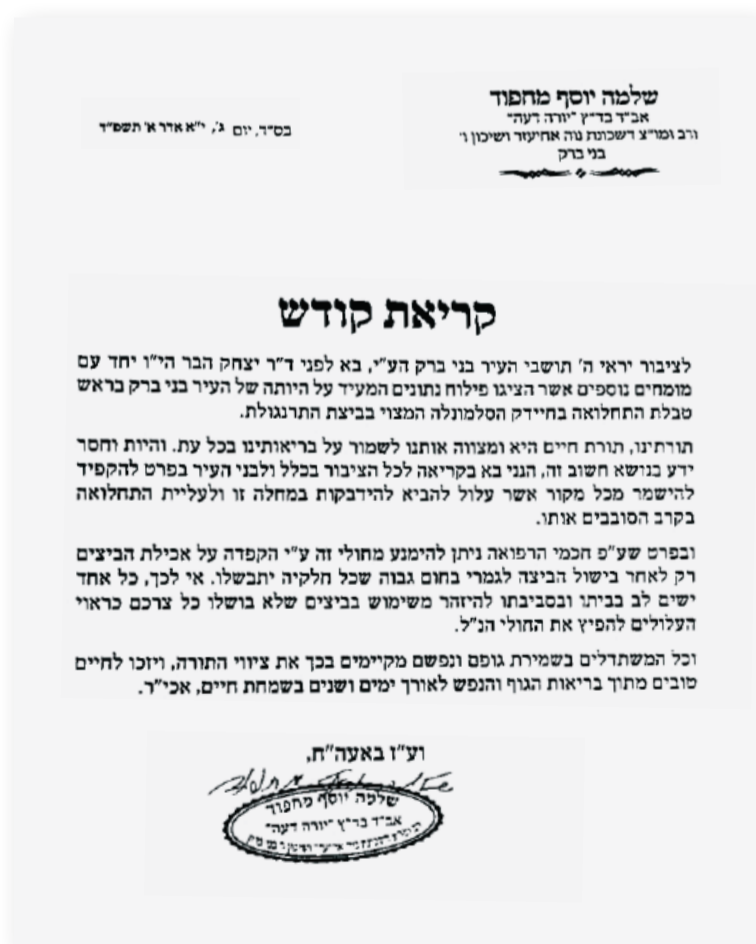 שלמה יוסף מחפוד
אב״ד בד״ץ ״יורה דעה״
ורב ומו״צ דשכונת נוה אחיעזר ושיכון ו׳
בני ברק
בס״ד, יום ג׳, י״א אדר א׳ תשפ״ד
קריאת קודש
לציבור יראי ה׳ תושבי העיר בני ברק הע״י, בא לפני ד״ר יצחק הבר הי״ו יחד עם
מומחים נוספים אשר הציגו פילוח נתונים המעיד על היותה של העיר בני ברק בראש
טבלת התחלואה בחיידק הסלמונלה המצוי בביצת התרנגולת.
תורתינו, תורת חיים היא ומצווה אותנו לשמור על בריאותינו בכל עת. והיות וחסר
ידע בנושא חשוב זה, הנני בא בקריאה לכל הציבור בכלל ולבני העיר בפרט להקפיד
להישמר מכל מקור אשר עלול להביא להידבקות במחלה זו ולעליית התחלואה
בקרב הסובבים אותו.
ובפרט שע״פ חכמי הרפואה ניתן להימנע מחולי זה ע״י הקפדה על אכילת הביצים
רק לאחר בישול הביצה לגמרי בחום גבוה שכל חלקיה יתבשלו. אי לכך, כל אחד
ישים לב בביתו ובסביבתו להיזהר משימוש בביצים שלא בושלו כל צרכם כראוי
העלולים להפיץ את החולי הנ״ל.
וכל המשתדלים בשמירת גופם ונפשם מקיימים בכך את ציווי התורה, ויזכו לחיים
טובים מתוך בריאות הגוף והנפש לאורך ימים ושנים בשמחת חיים, אכי״ר.
וע״ז באעה״ח,
שלמה יוסף מחפוד
אב״ד בד״ץ ״יורה דעה״